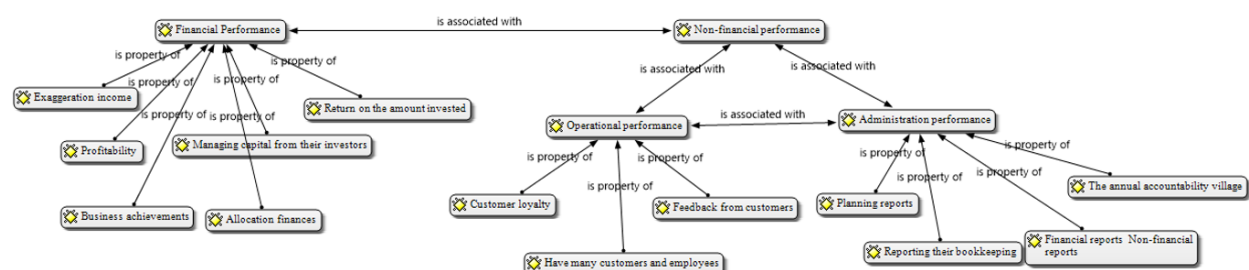 is associated with
Financial Performance
Non-financial performance
is property of
is property of
is associated with
is associated with
is property of
is property of
Exaggeration income
Return on the amount invested
is property of
is property of
is associated with
Operational performance
Administration performance
Profitability
Managing capital from their investors
is property of
is property of
is property of
is property of
is property of
is property of
is property of
The annual accountability village
Customer loyalty
Feedback from customers
Planning reports
Business achievements
Allocation finances
Financial reports Non-financial
reports
Reporting their bookkeeping
Have many customers and employees